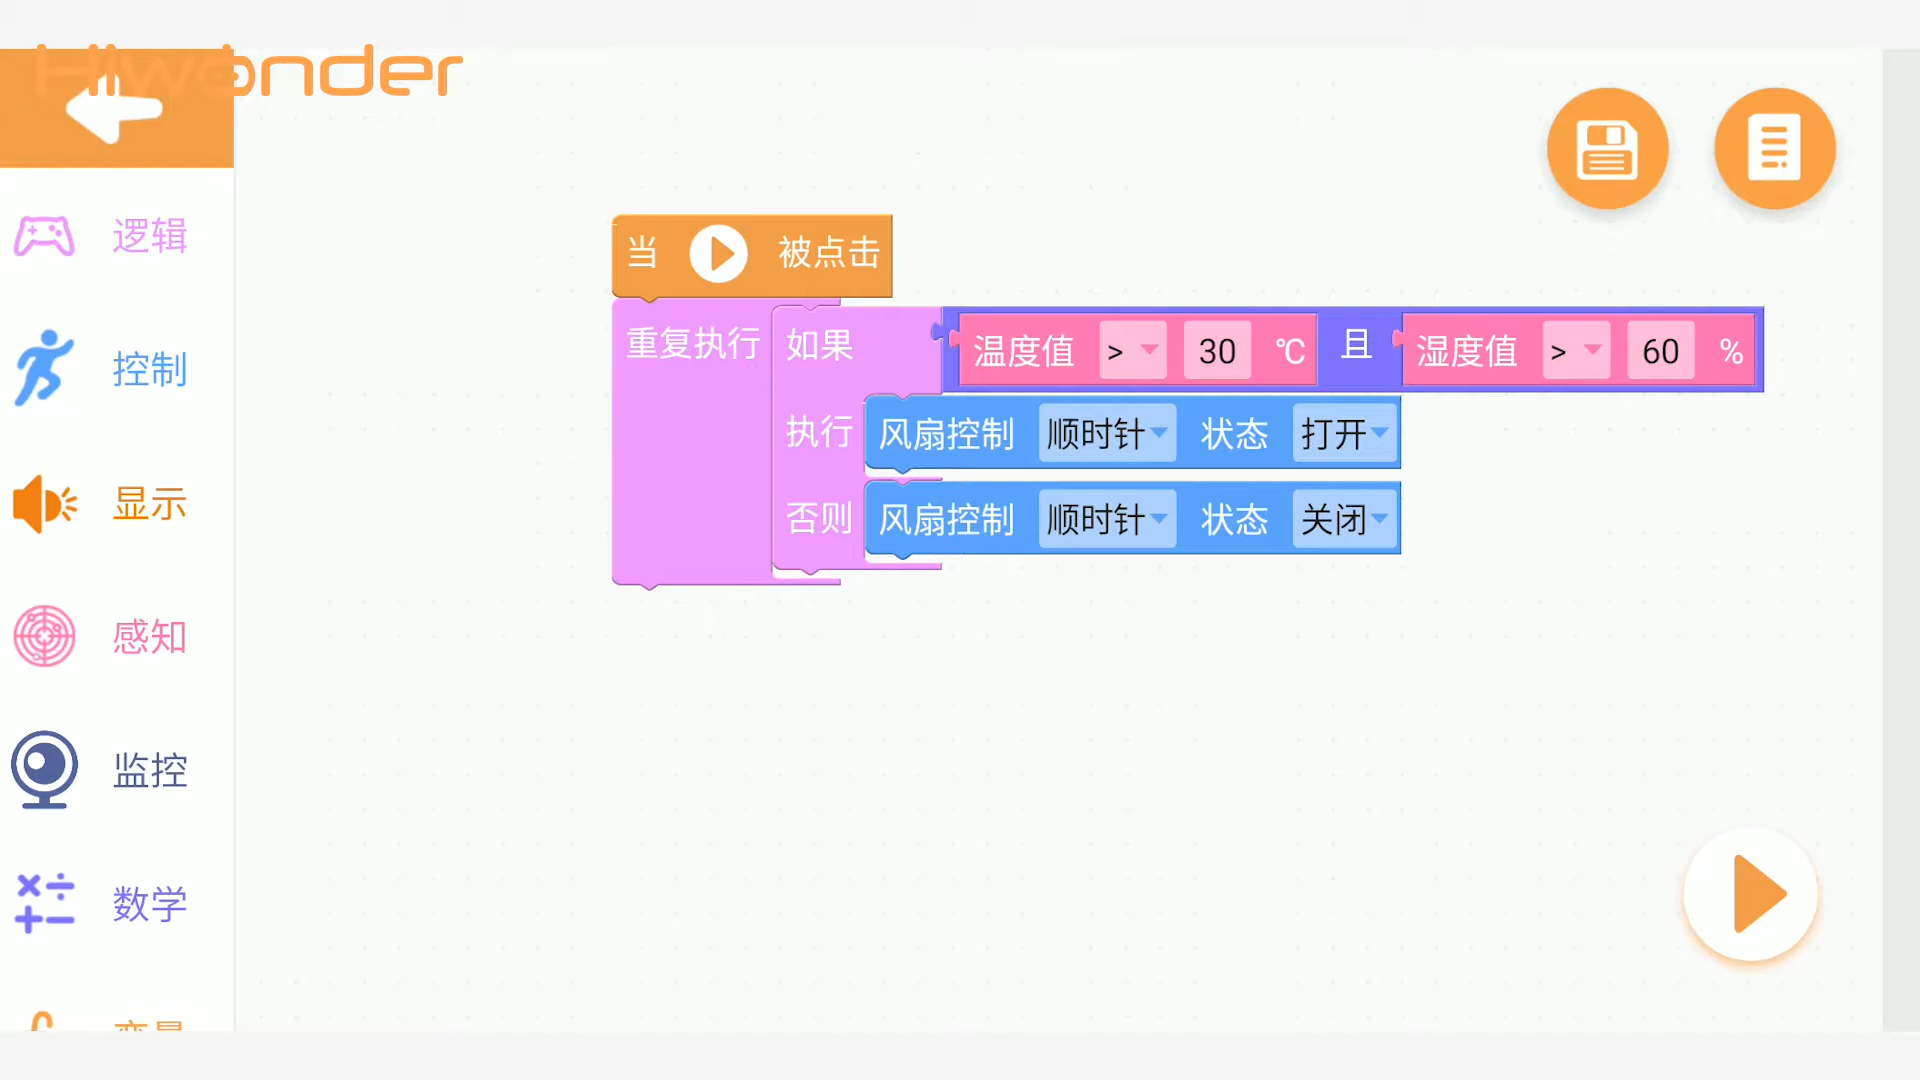 Hiwonder
逻辑
控制
显示
感知
监控
数学
变量
当 被点击
重复执行 如果 温度值 > 30 ℃ 且 湿度值 > 60 %
执行 风扇控制 顺时针 状态 打开
否则 风扇控制 顺时针 状态 关闭